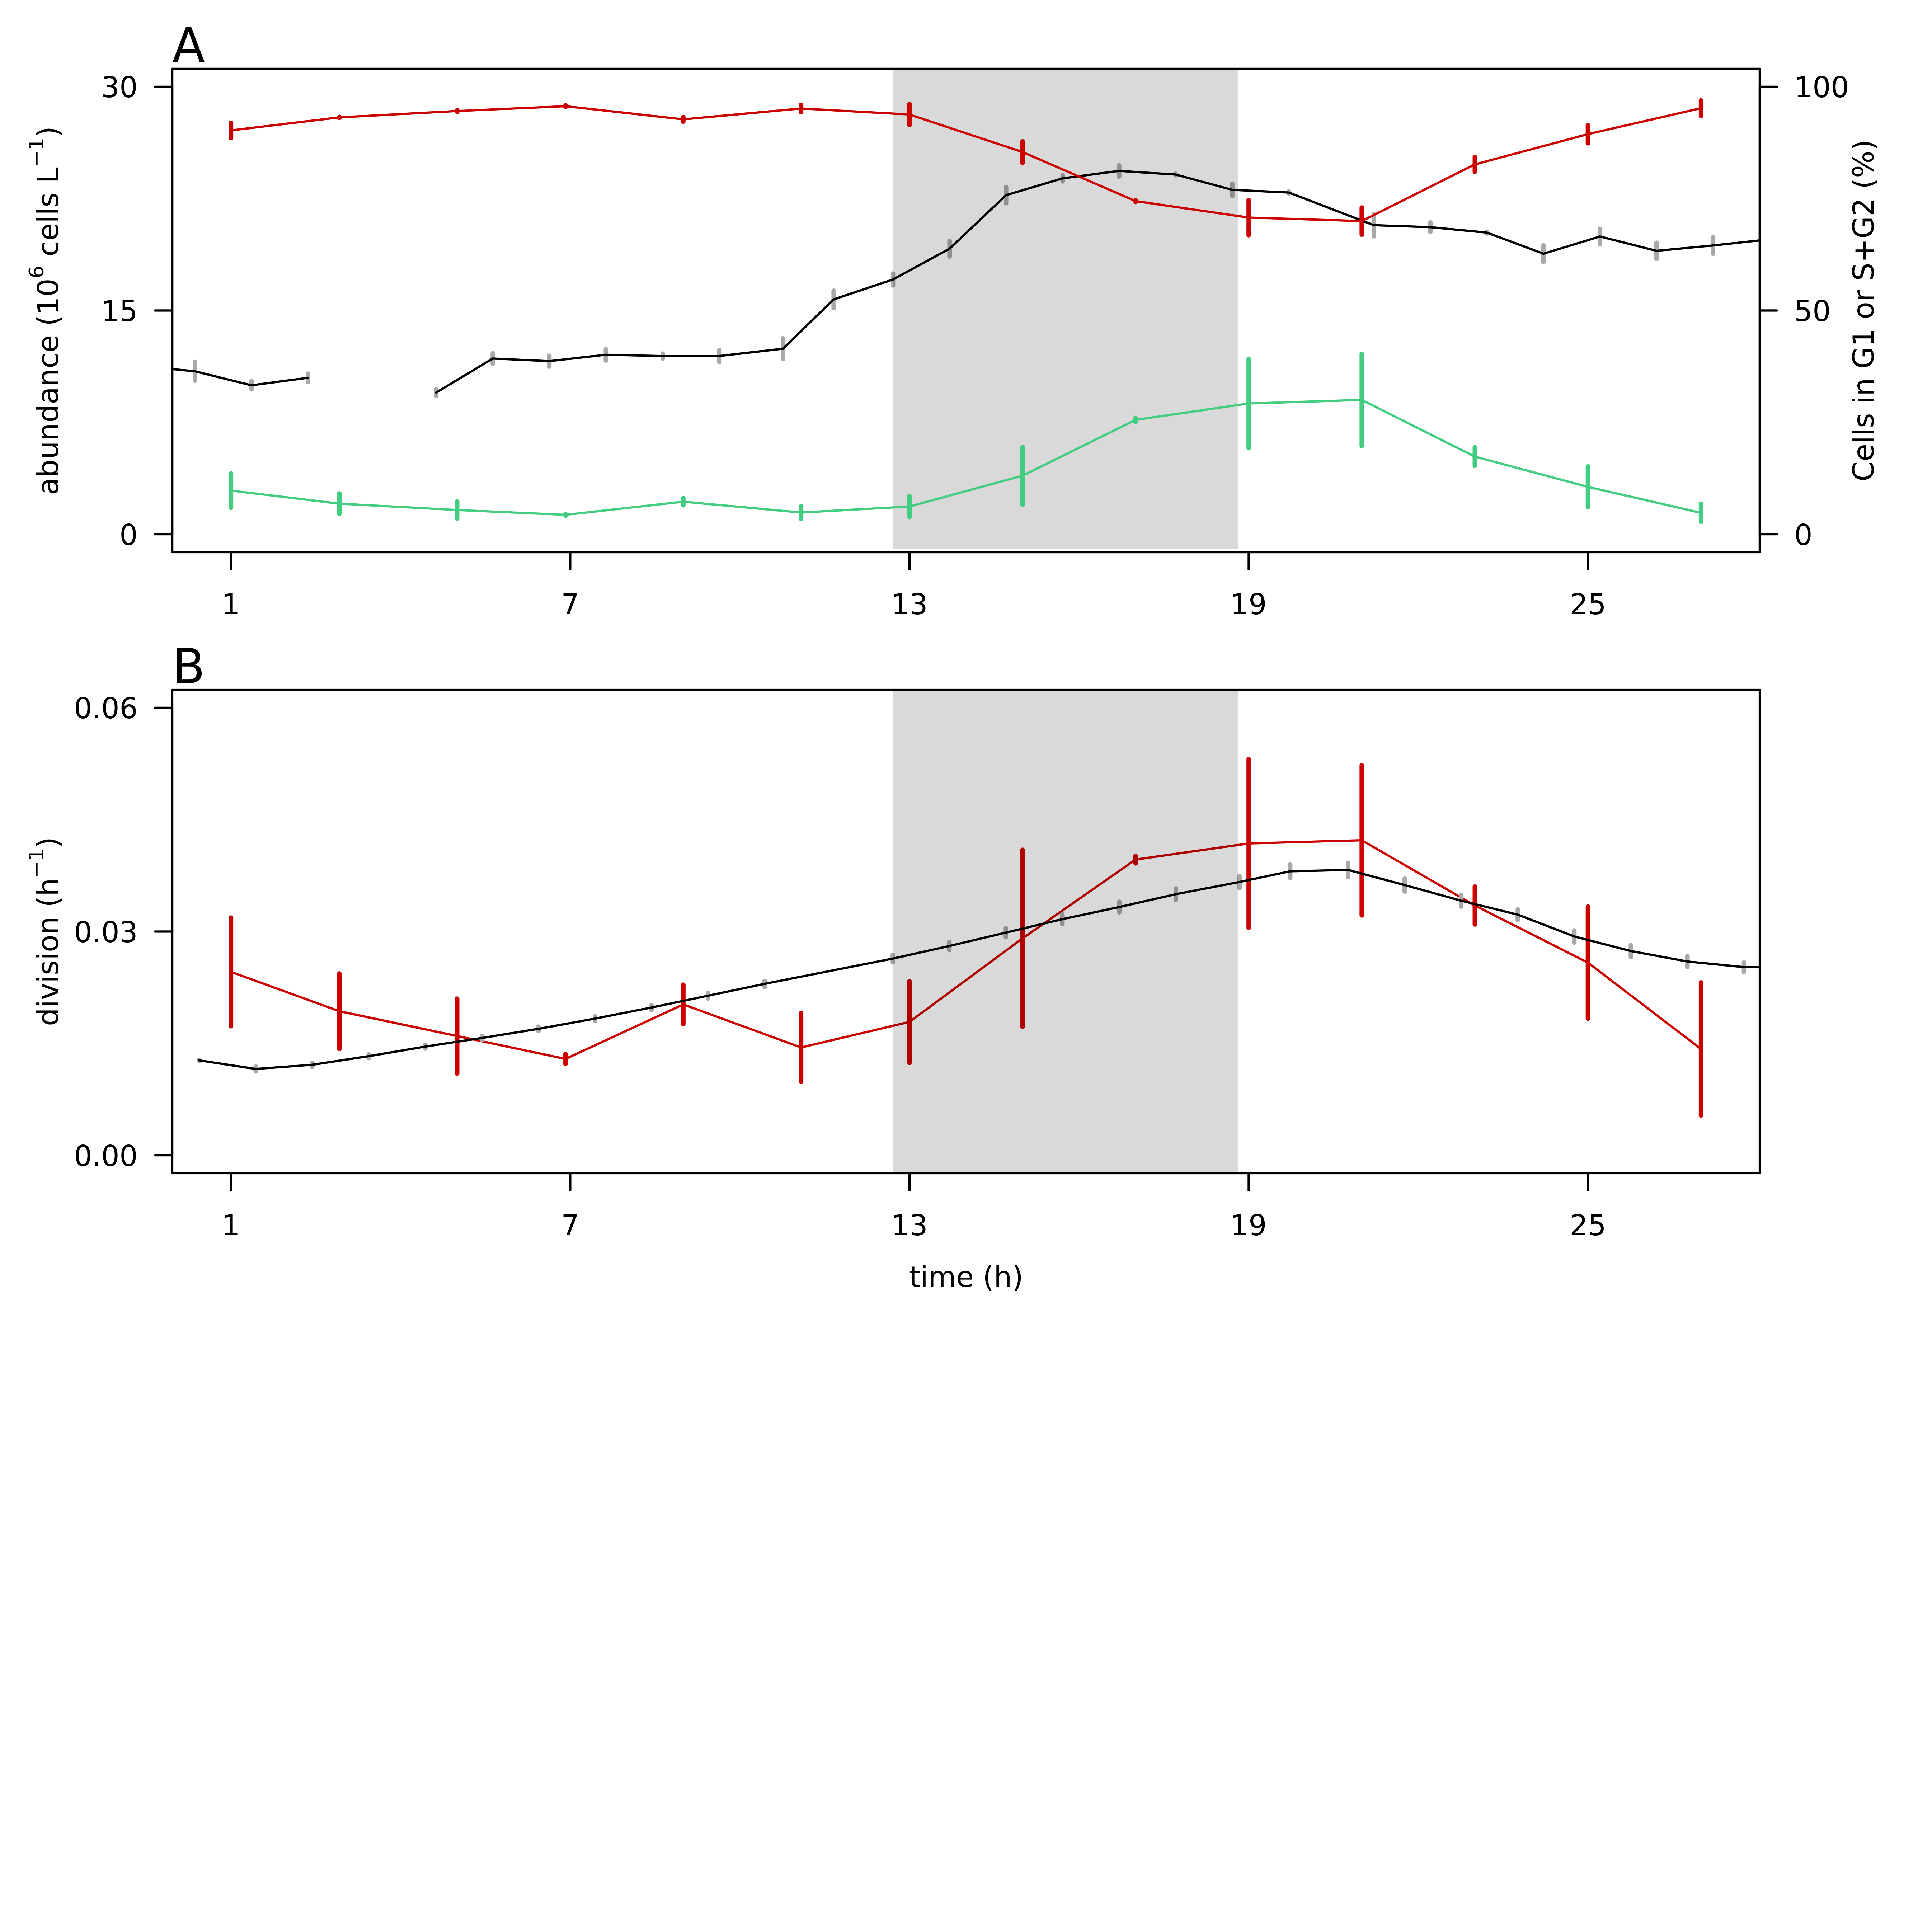 A
30
15
0
abundance (10⁶ cells L⁻¹)
100
50
0
Cells in G1 or S+G2 (%)
1 7 13 19 25
B
0.06
0.03
0.00
division (h⁻¹)
1 7 13 19 25
time (h)